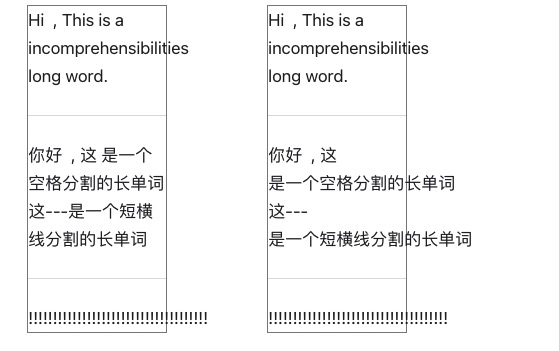 Hi ，This is a
incomprehensibilities
long word.
你好 ，这 是一个
空格分割的长单词
这---是一个短横
线分割的长单词
!!!!!!!!!!!!!!!!!!!!!!!!!!!!!!!!!!!!!!!
Hi ，This is a
incomprehensibilities
long word.
你好 ，这
是一个空格分割的长单词
这---
是一个短横线分割的长单词
!!!!!!!!!!!!!!!!!!!!!!!!!!!!!!!!!!!!!!!